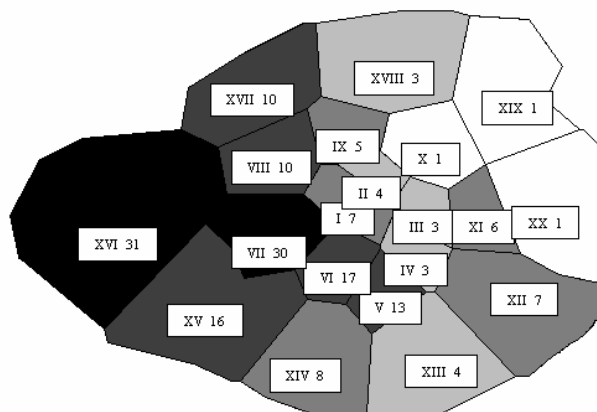 XVIII 3
XVII 10
XIX 1
IX 5
X 1
VIII 10
II 4
I 7
III 3
XI 6
XX 1
XVI 31
VII 30
VI 17
IV 3
V 13
XII 7
XV 16
XIV 8
XIII 4